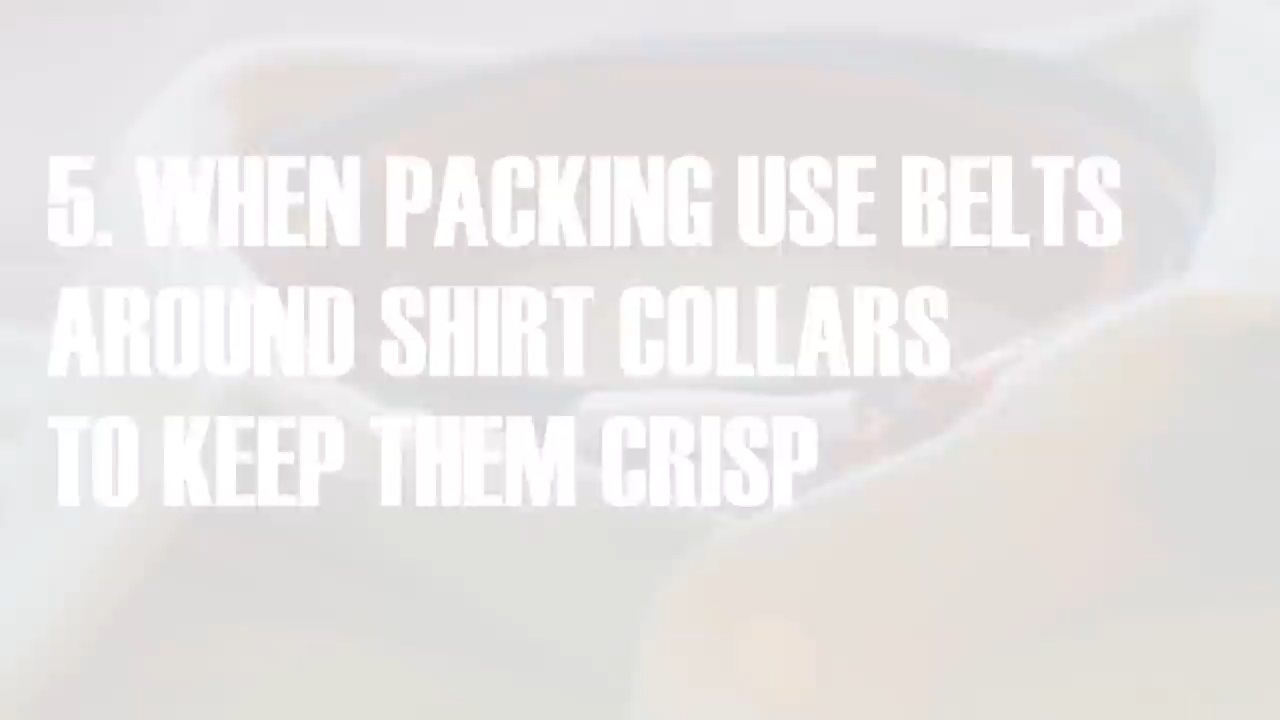 5. WHEN PACKING USE BELTS
AROUND SHIRT COLLARS
TO KEEP THEM CRISP